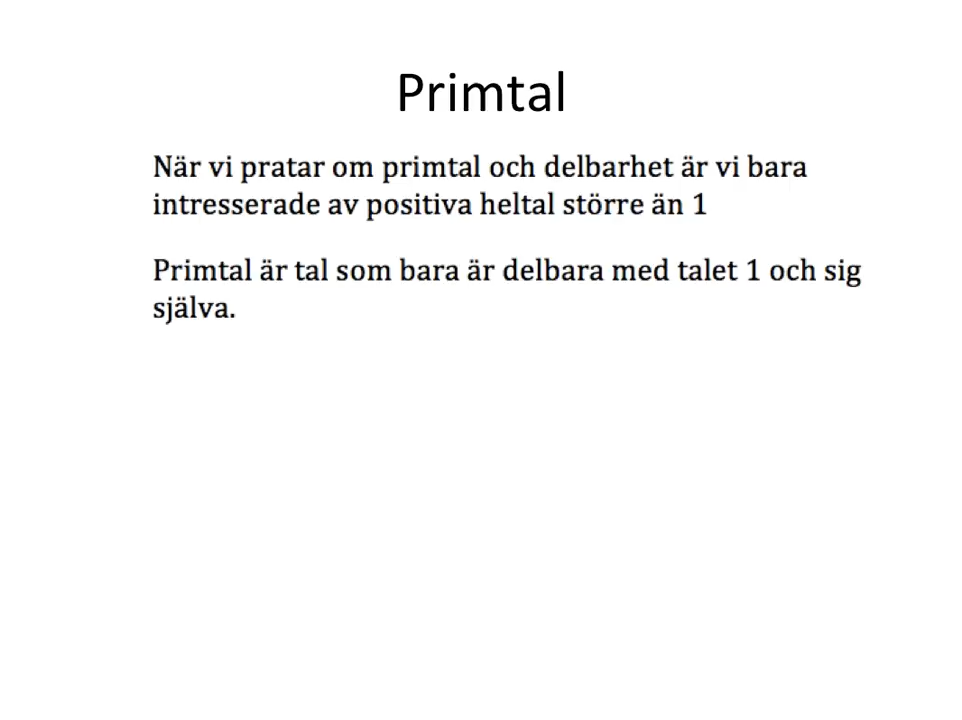 Primtal
När vi pratar om primtal och delbarhet är vi bara
intresserade av positiva heltal större än 1
Primtal är tal som bara är delbara med talet 1 och sig
själva.